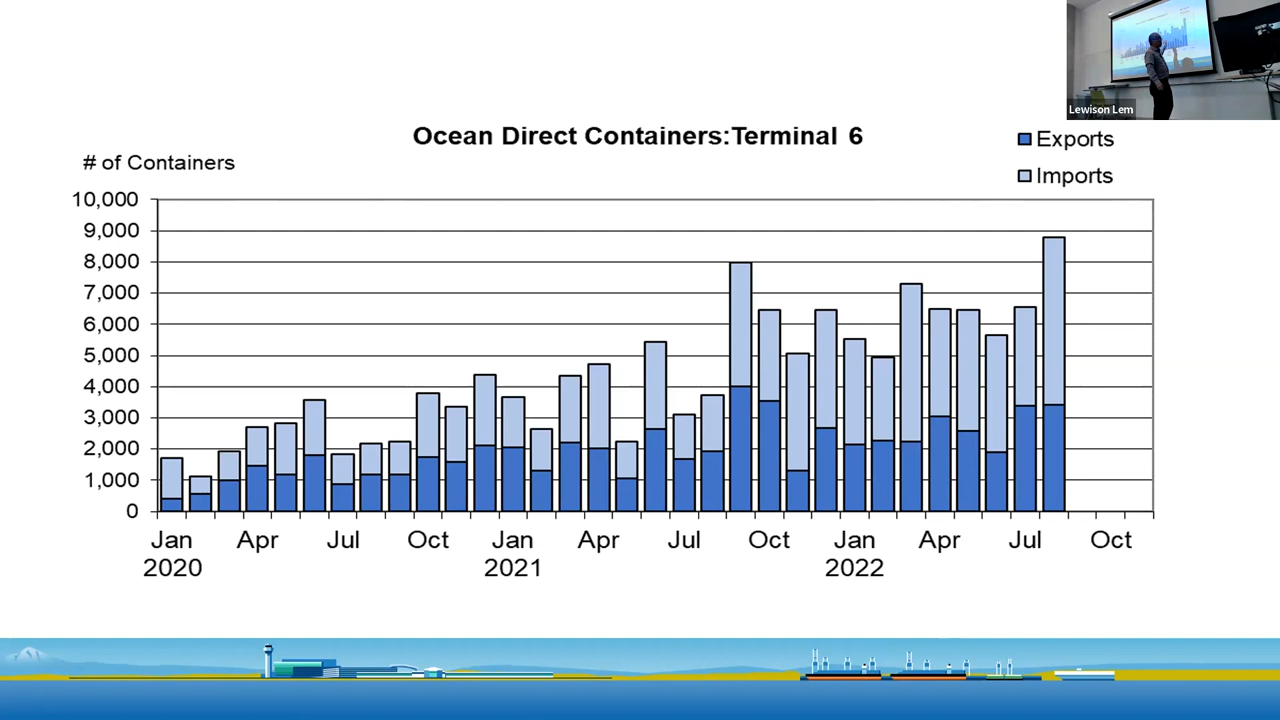 Lewison Lem
Ocean Direct Containers:Terminal 6
Exports
Imports
# of Containers
10,000
9,000
8,000
7,000
6,000
5,000
4,000
3,000
2,000
1,000
0
Jan Apr Jul Oct Jan Apr Jul Oct Jan Apr Jul Oct
2020 2021 2022